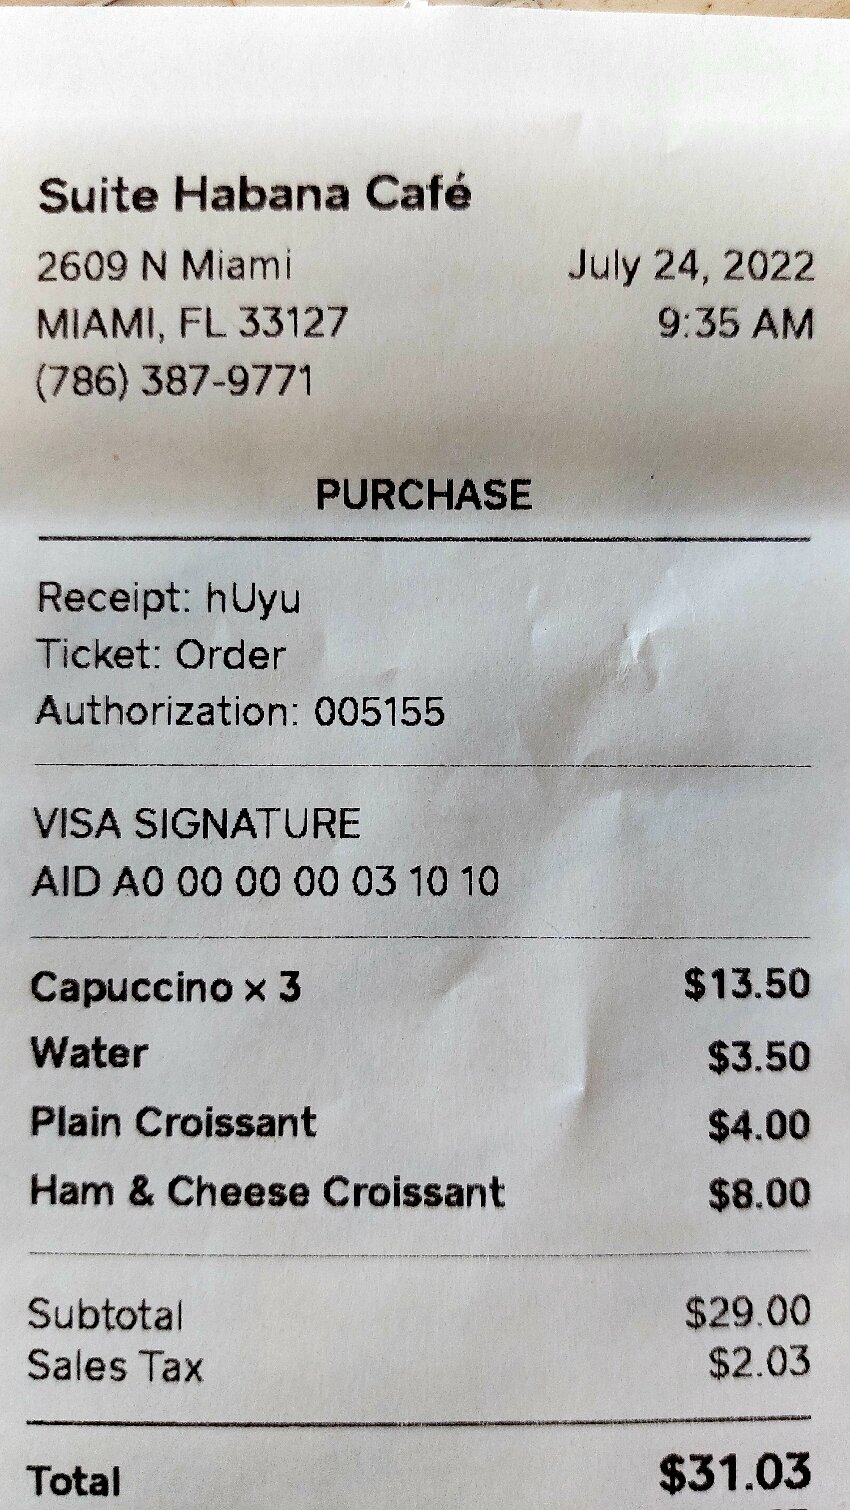 Suite Habana Café
2609 N Miami July 24, 2022
MIAMI, FL 33127 9:35 AM
(786) 387-9771
PURCHASE
Receipt: hUyu
Ticket: Order
Authorization: 005155
VISA SIGNATURE
AID A0 00 00 00 03 10 10
Capuccino x 3 $13.50
Water $3.50
Plain Croissant $4.00
Ham & Cheese Croissant $8.00
Subtotal $29.00
Sales Tax $2.03
Total $31.03